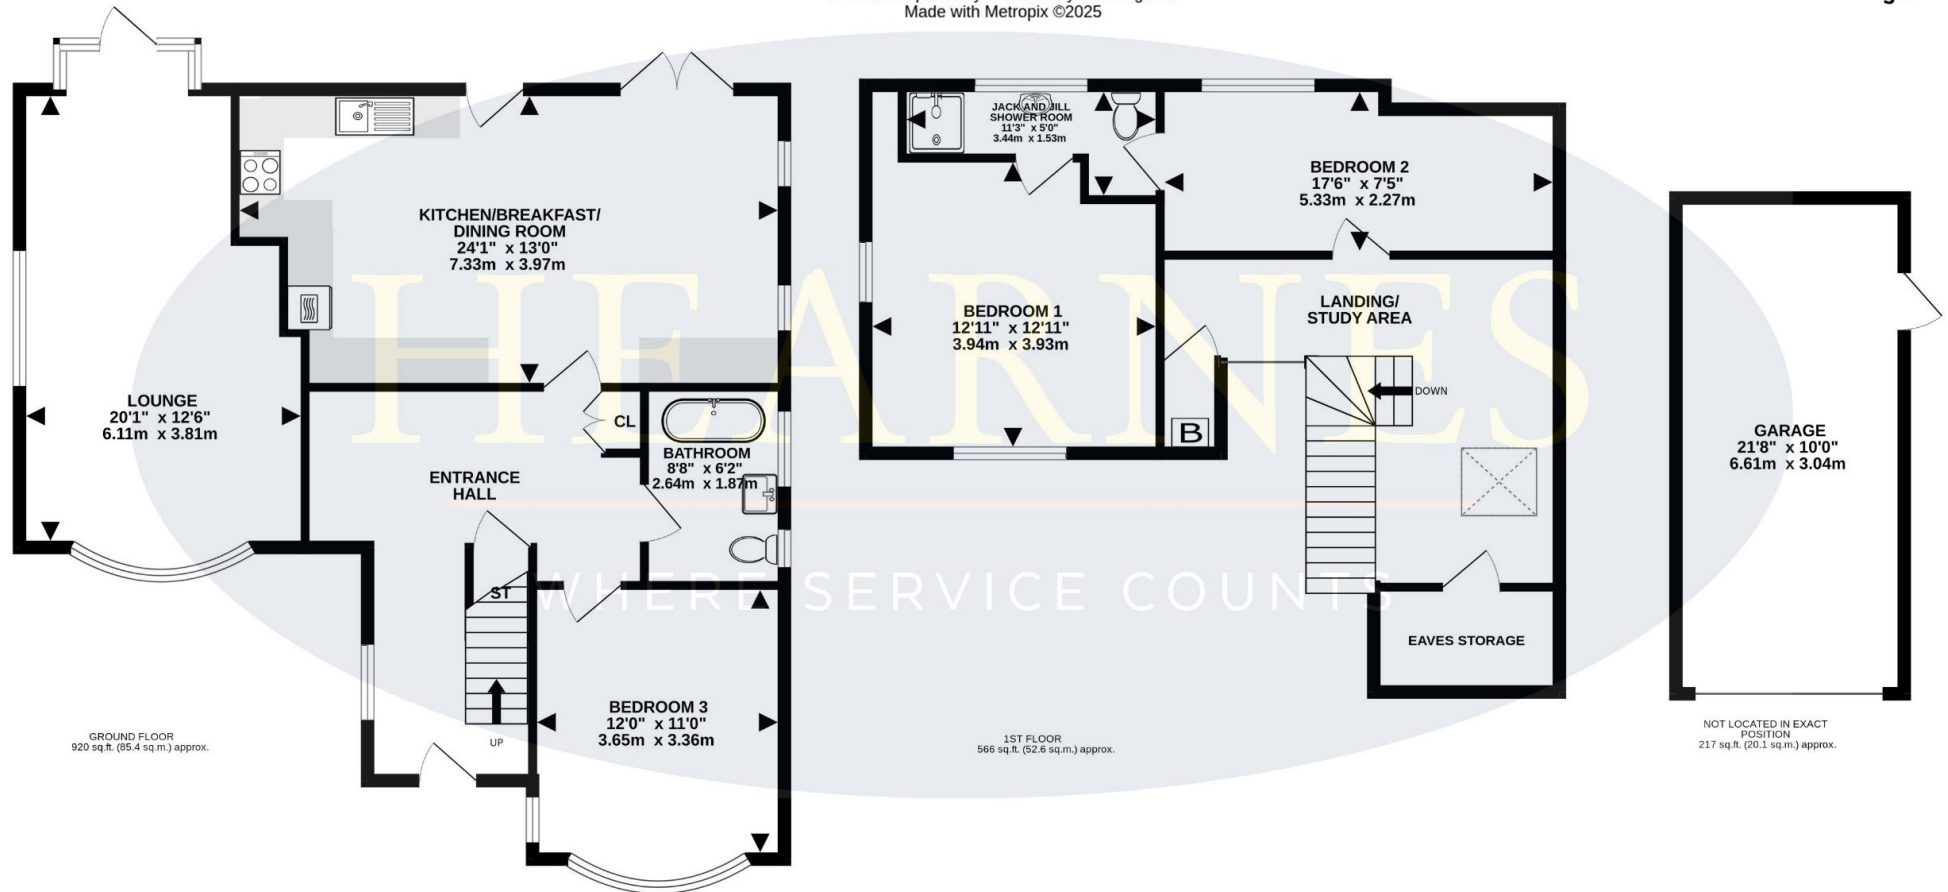 Made with Metropix ©2025
KITCHEN/BREAKFAST/
DINING ROOM
24'1" x 13'0"
7.33m x 3.97m
LOUNGE
20'1" x 12'6"
6.11m x 3.81m
ENTRANCE
HALL
CL
BATHROOM
8'8" x 6'2"
2.64m x 1.87m
ST
UP
BEDROOM 3
12'0" x 11'0"
3.65m x 3.36m
GROUND FLOOR
920 sq.ft. (85.4 sq.m.) approx.
JACK AND JILL
SHOWER ROOM
11'3" x 5'0"
3.44m x 1.53m
BEDROOM 2
17'6" x 7'5"
5.33m x 2.27m
BEDROOM 1
12'11" x 12'11"
3.94m x 3.93m
LANDING/
STUDY AREA
DOWN
B
EAVES STORAGE
1ST FLOOR
566 sq.ft. (52.6 sq.m.) approx.
GARAGE
21'8" x 10'0"
6.61m x 3.04m
NOT LOCATED IN EXACT
POSITION
217 sq.ft. (20.1 sq.m.) approx.
HEARNES
WHERE SERVICE COUNTS